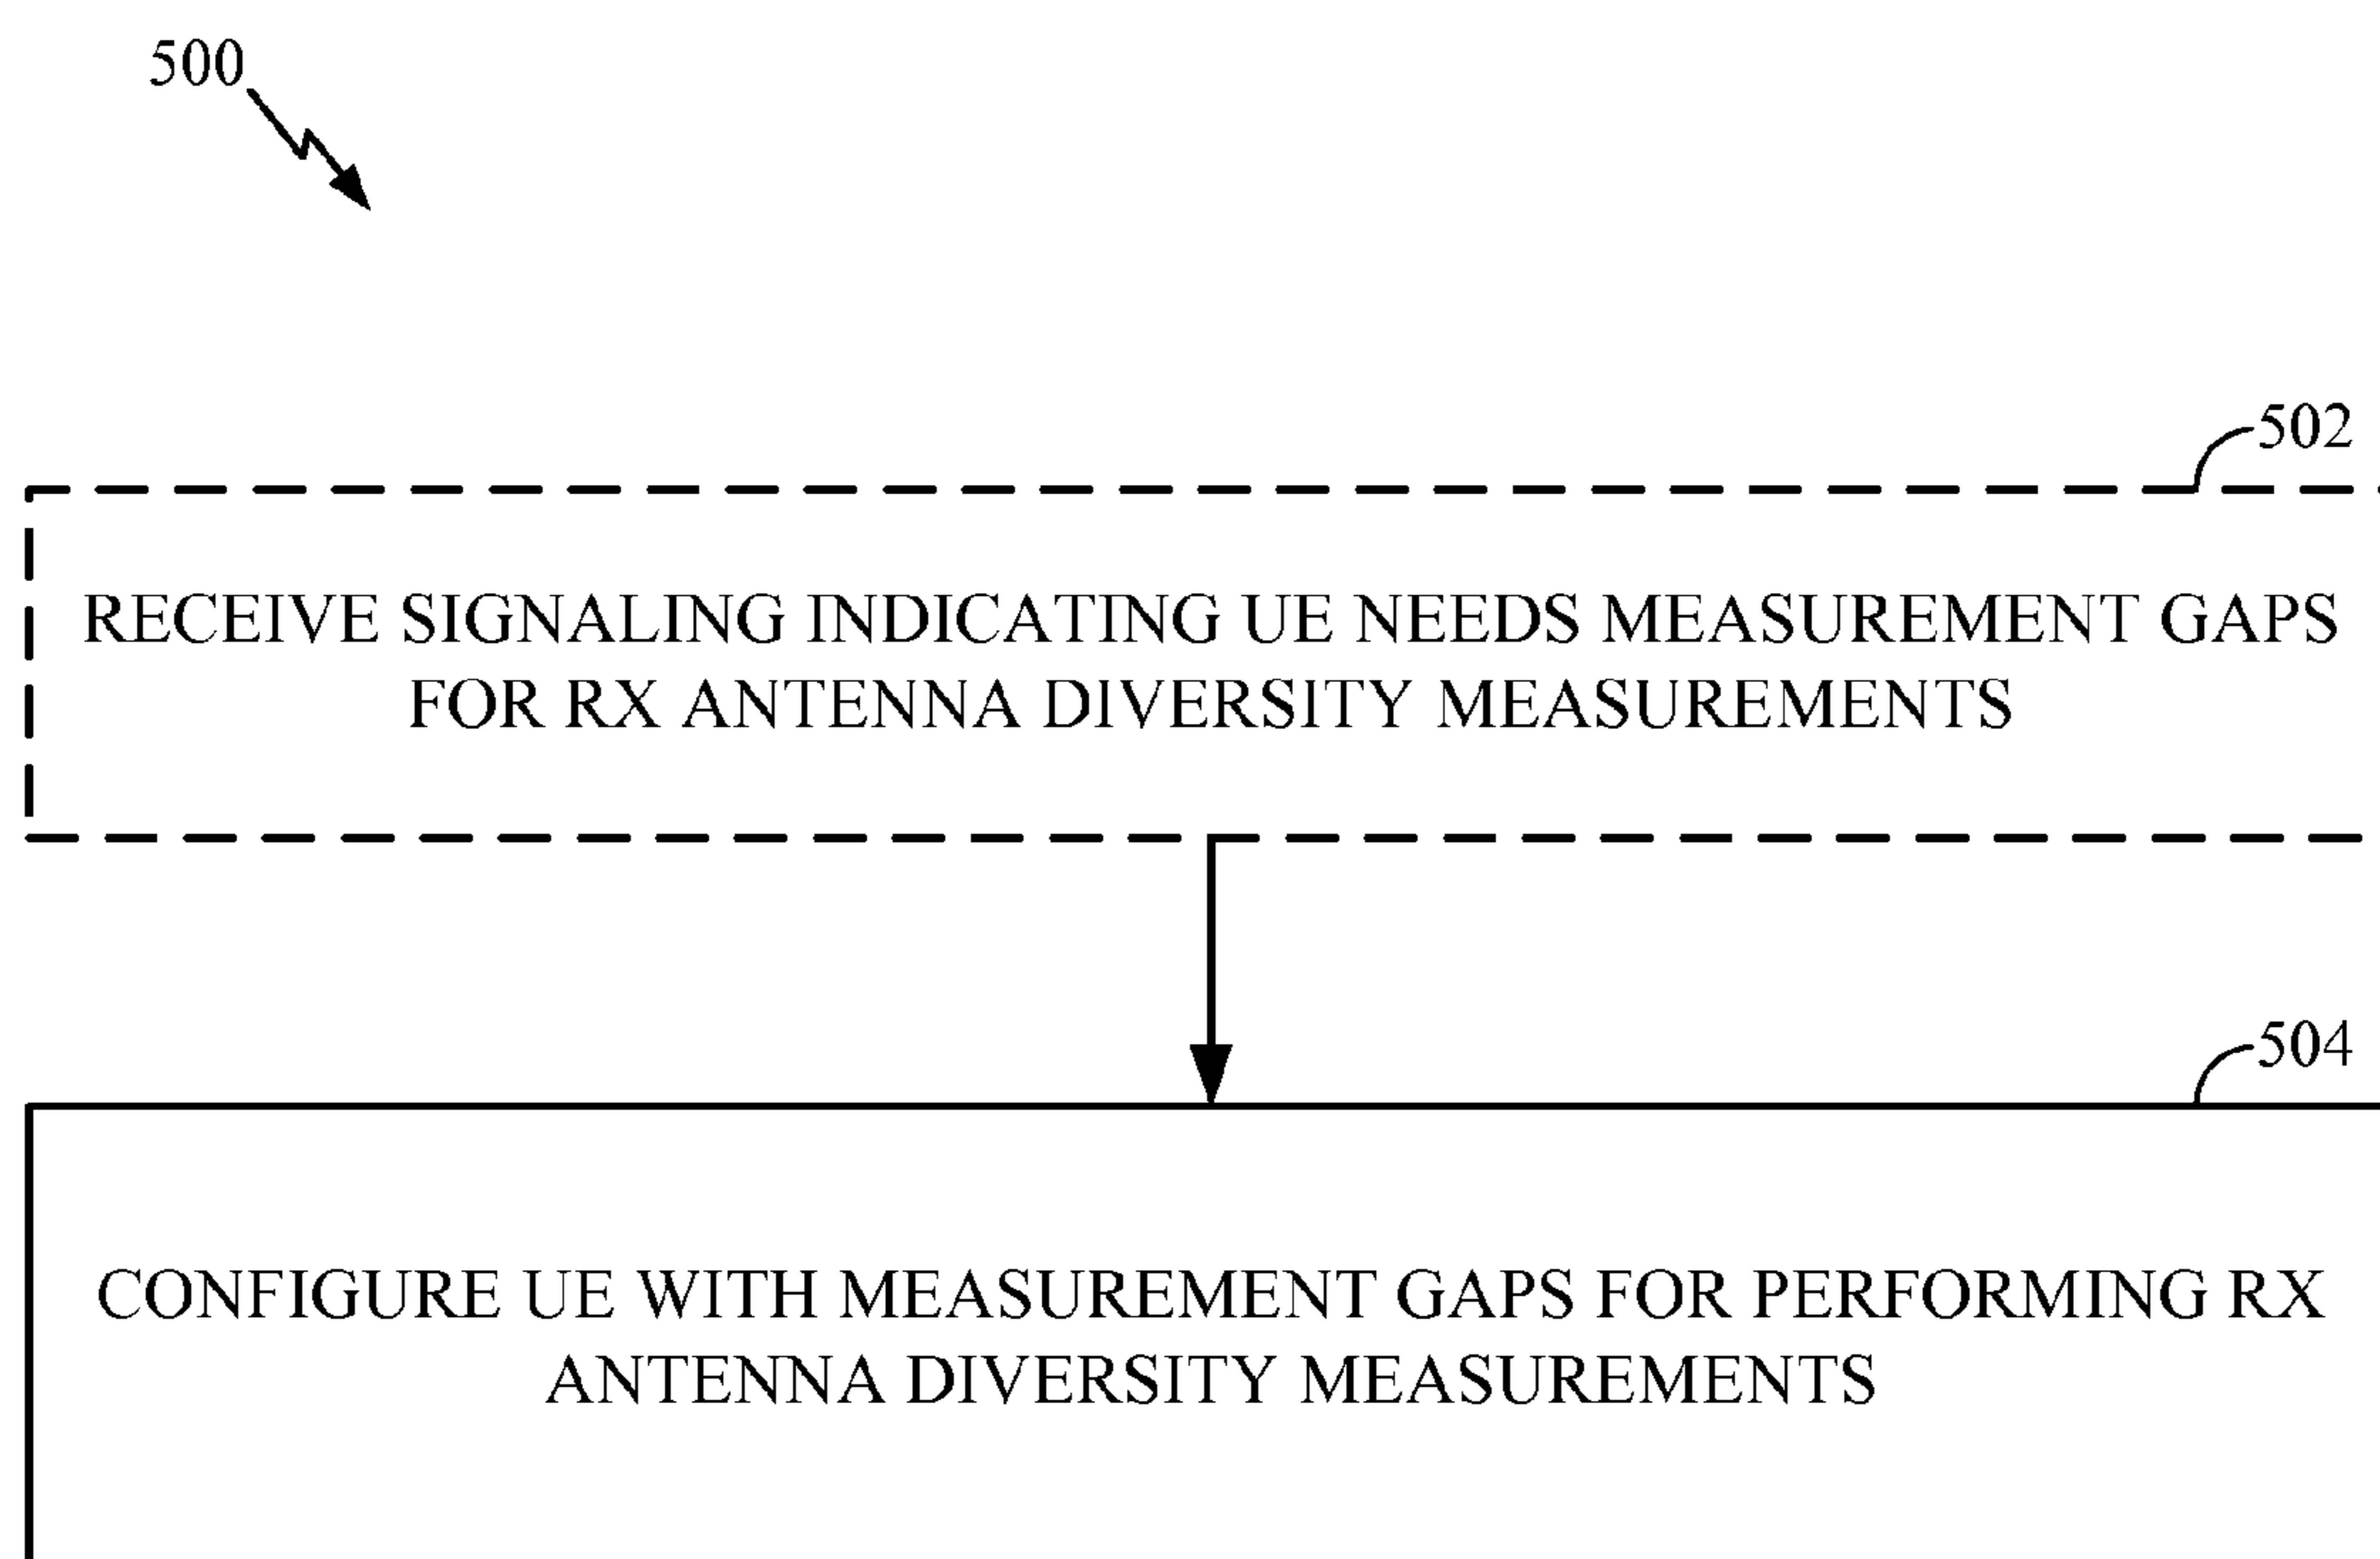 500
502
RECEIVE SIGNALING INDICATING UE NEEDS MEASUREMENT GAPS
FOR RX ANTENNA DIVERSITY MEASUREMENTS
504
CONFIGURE UE WITH MEASUREMENT GAPS FOR PERFORMING RX
ANTENNA DIVERSITY MEASUREMENTS